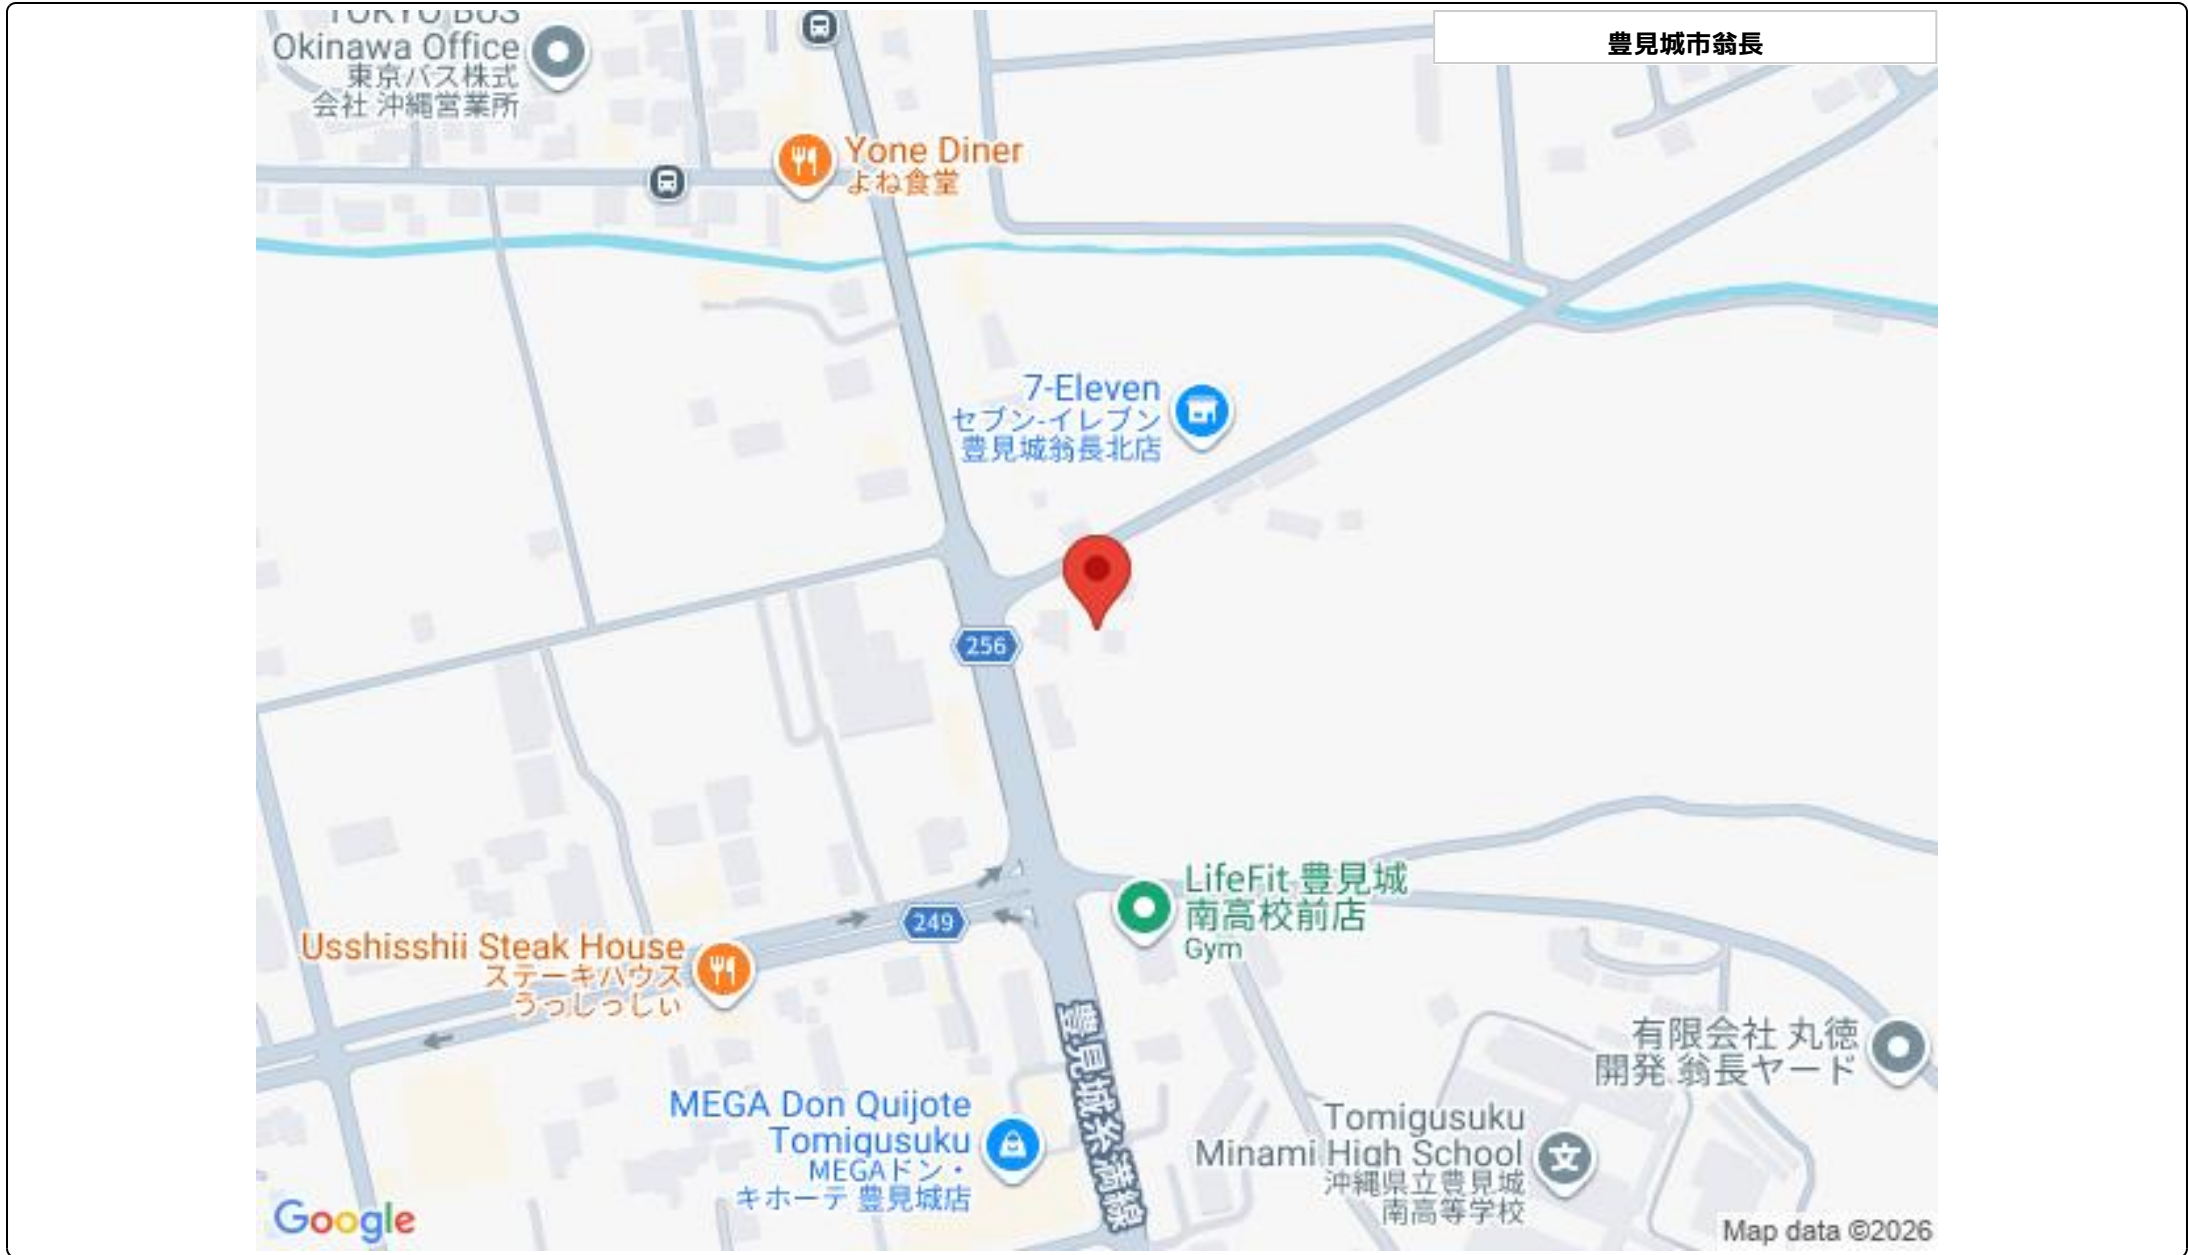 TOKYO BUS
Okinawa Office
東京バス株式
会社 沖縄営業所
豊見城市翁長
Yone Diner
よね食堂
7-Eleven
セブン-イレブン
豊見城翁長北店
256
LifeFit 豊見城
南高校前店
Gym
249
Usshisshii Steak House
ステーキハウス
うっしっしい
豊見城糸満線
有限会社 丸徳
開発 翁長ヤード
MEGA Don Quijote
Tomigusuku
MEGAドン・
キホーテ 豊見城店
Tomigusuku
Minami High School
沖縄県立豊見城
南高等学校
文
Google
Map data ©2026